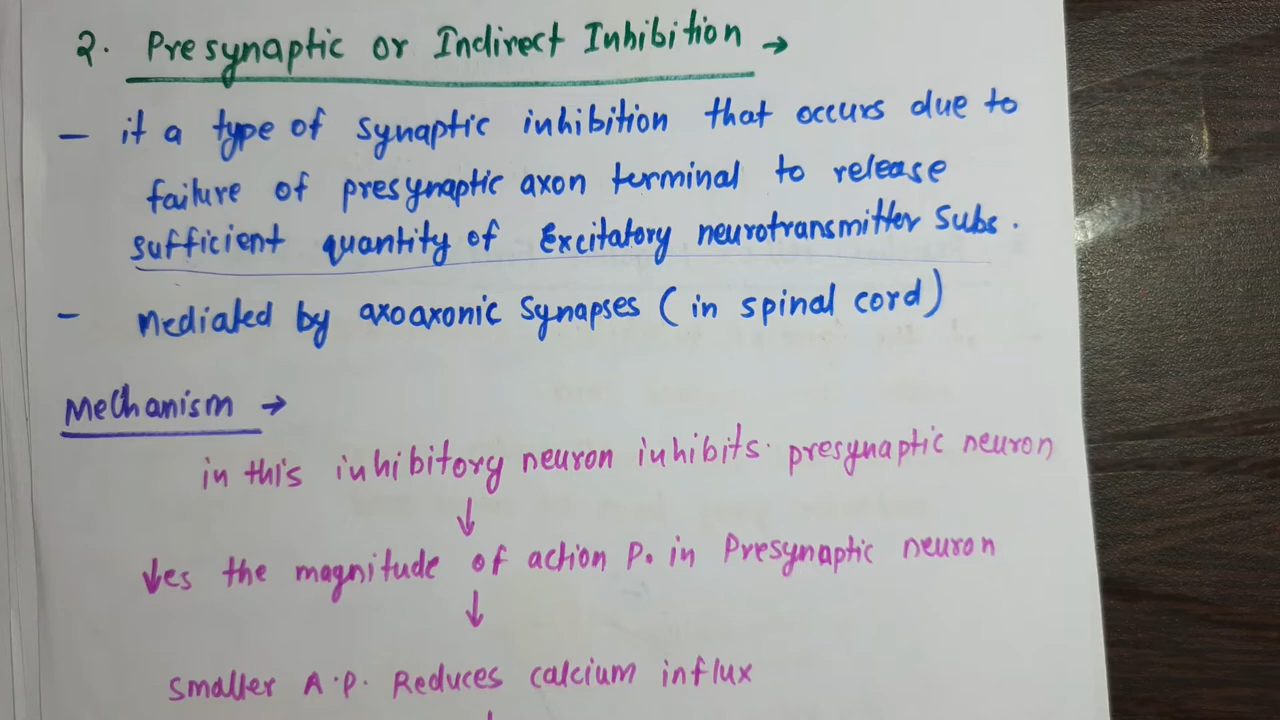 2. Presynaptic or Indirect Inhibition →
– it a type of synaptic inhibition that occurs due to
failure of presynaptic axon terminal to release
sufficient quantity of Excitatory neurotransmitter Subs.
– Mediated by axoaxonic Synapses (in spinal cord)
Mechanism →
in this inhibitory neuron inhibits presynaptic neuron
↓
↓es the magnitude of action P. in Presynaptic neuron
↓
Smaller A.P. Reduces calcium influx